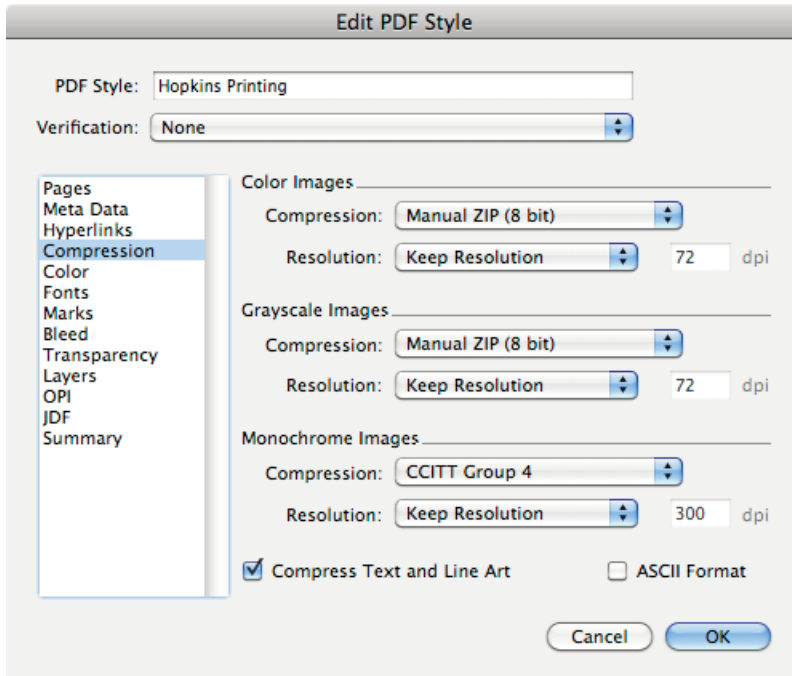 Edit PDF Style
PDF Style: Hopkins Printing
Verification: None
Pages
Meta Data
Hyperlinks
Compression
Color
Fonts
Marks
Bleed
Transparency
Layers
OPI
JDF
Summary
Color Images
Compression: Manual ZIP (8 bit)
Resolution: Keep Resolution 72 dpi
Grayscale Images
Compression: Manual ZIP (8 bit)
Resolution: Keep Resolution 72 dpi
Monochrome Images
Compression: CCITT Group 4
Resolution: Keep Resolution 300 dpi
Compress Text and Line Art ASCII Format
Cancel OK